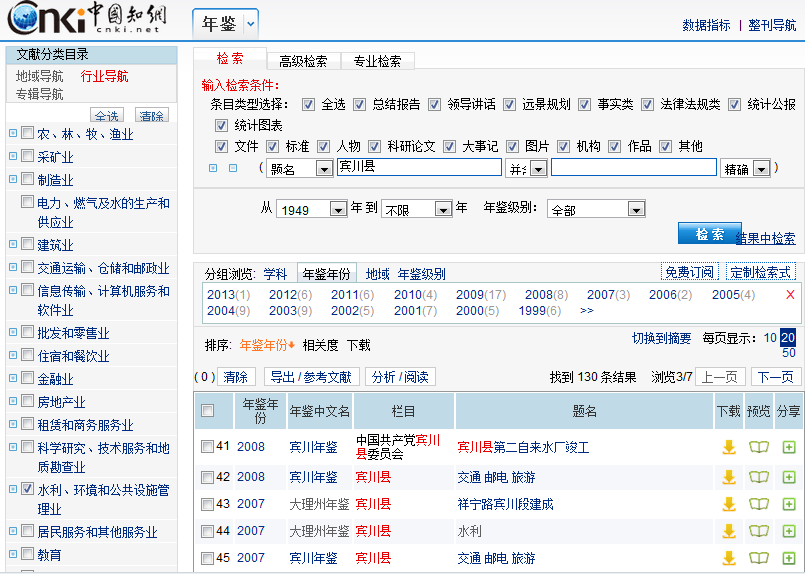 Cnki 中国知网
cnki.net
年鉴
数据指标 | 整刊导航
文献分类目录
地域导航 行业导航
专辑导航
全选 清除
农、林、牧、渔业
采矿业
制造业
电力、燃气及水的生产和
供应业
建筑业
交通运输、仓储和邮政业
信息传输、计算机服务和
软件业
批发和零售业
住宿和餐饮业
金融业
房地产业
租赁和商务服务业
科学研究、技术服务和地
质勘查业
水利、环境和公共设施管
理业
居民服务和其他服务业
教育
检索 高级检索 专业检索
输入检索条件:
条目类型选择: 全选 总结报告 领导讲话 远景规划 事实类 法律法规类 统计公报
统计图表
文件 标准 人物 科研论文 大事记 图片 机构 作品 其他
( 题名 宾川县 并含 精确 )
从 1949 年 到 不限 年 年鉴级别: 全部
检索 结果中检索
分组浏览: 学科 年鉴年份 地域 年鉴级别 免费订阅 定制检索式
2013(1) 2012(6) 2011(6) 2010(4) 2009(17) 2008(8) 2007(3) 2006(2) 2005(4) X
2004(9) 2003(9) 2002(5) 2001(7) 2000(5) 1999(6) >>
排序: 年鉴年份↓ 相关度 下载 切换到摘要 每页显示: 10 20
50
(0) 清除 导出/参考文献 分析/阅读 找到 130 条结果 浏览3/7 上一页 下一页
年鉴年份 年鉴中文名 栏目 题名 下载 预览 分享
41 2008 宾川年鉴 中国共产党宾川县委员会 宾川县第二自来水厂竣工
42 2008 宾川年鉴 宾川县 交通 邮电 旅游
43 2007 大理州年鉴 宾川县 祥宁路宾川段建成
44 2007 大理州年鉴 宾川县 水利
45 2007 宾川年鉴 宾川县 交通 邮电 旅游